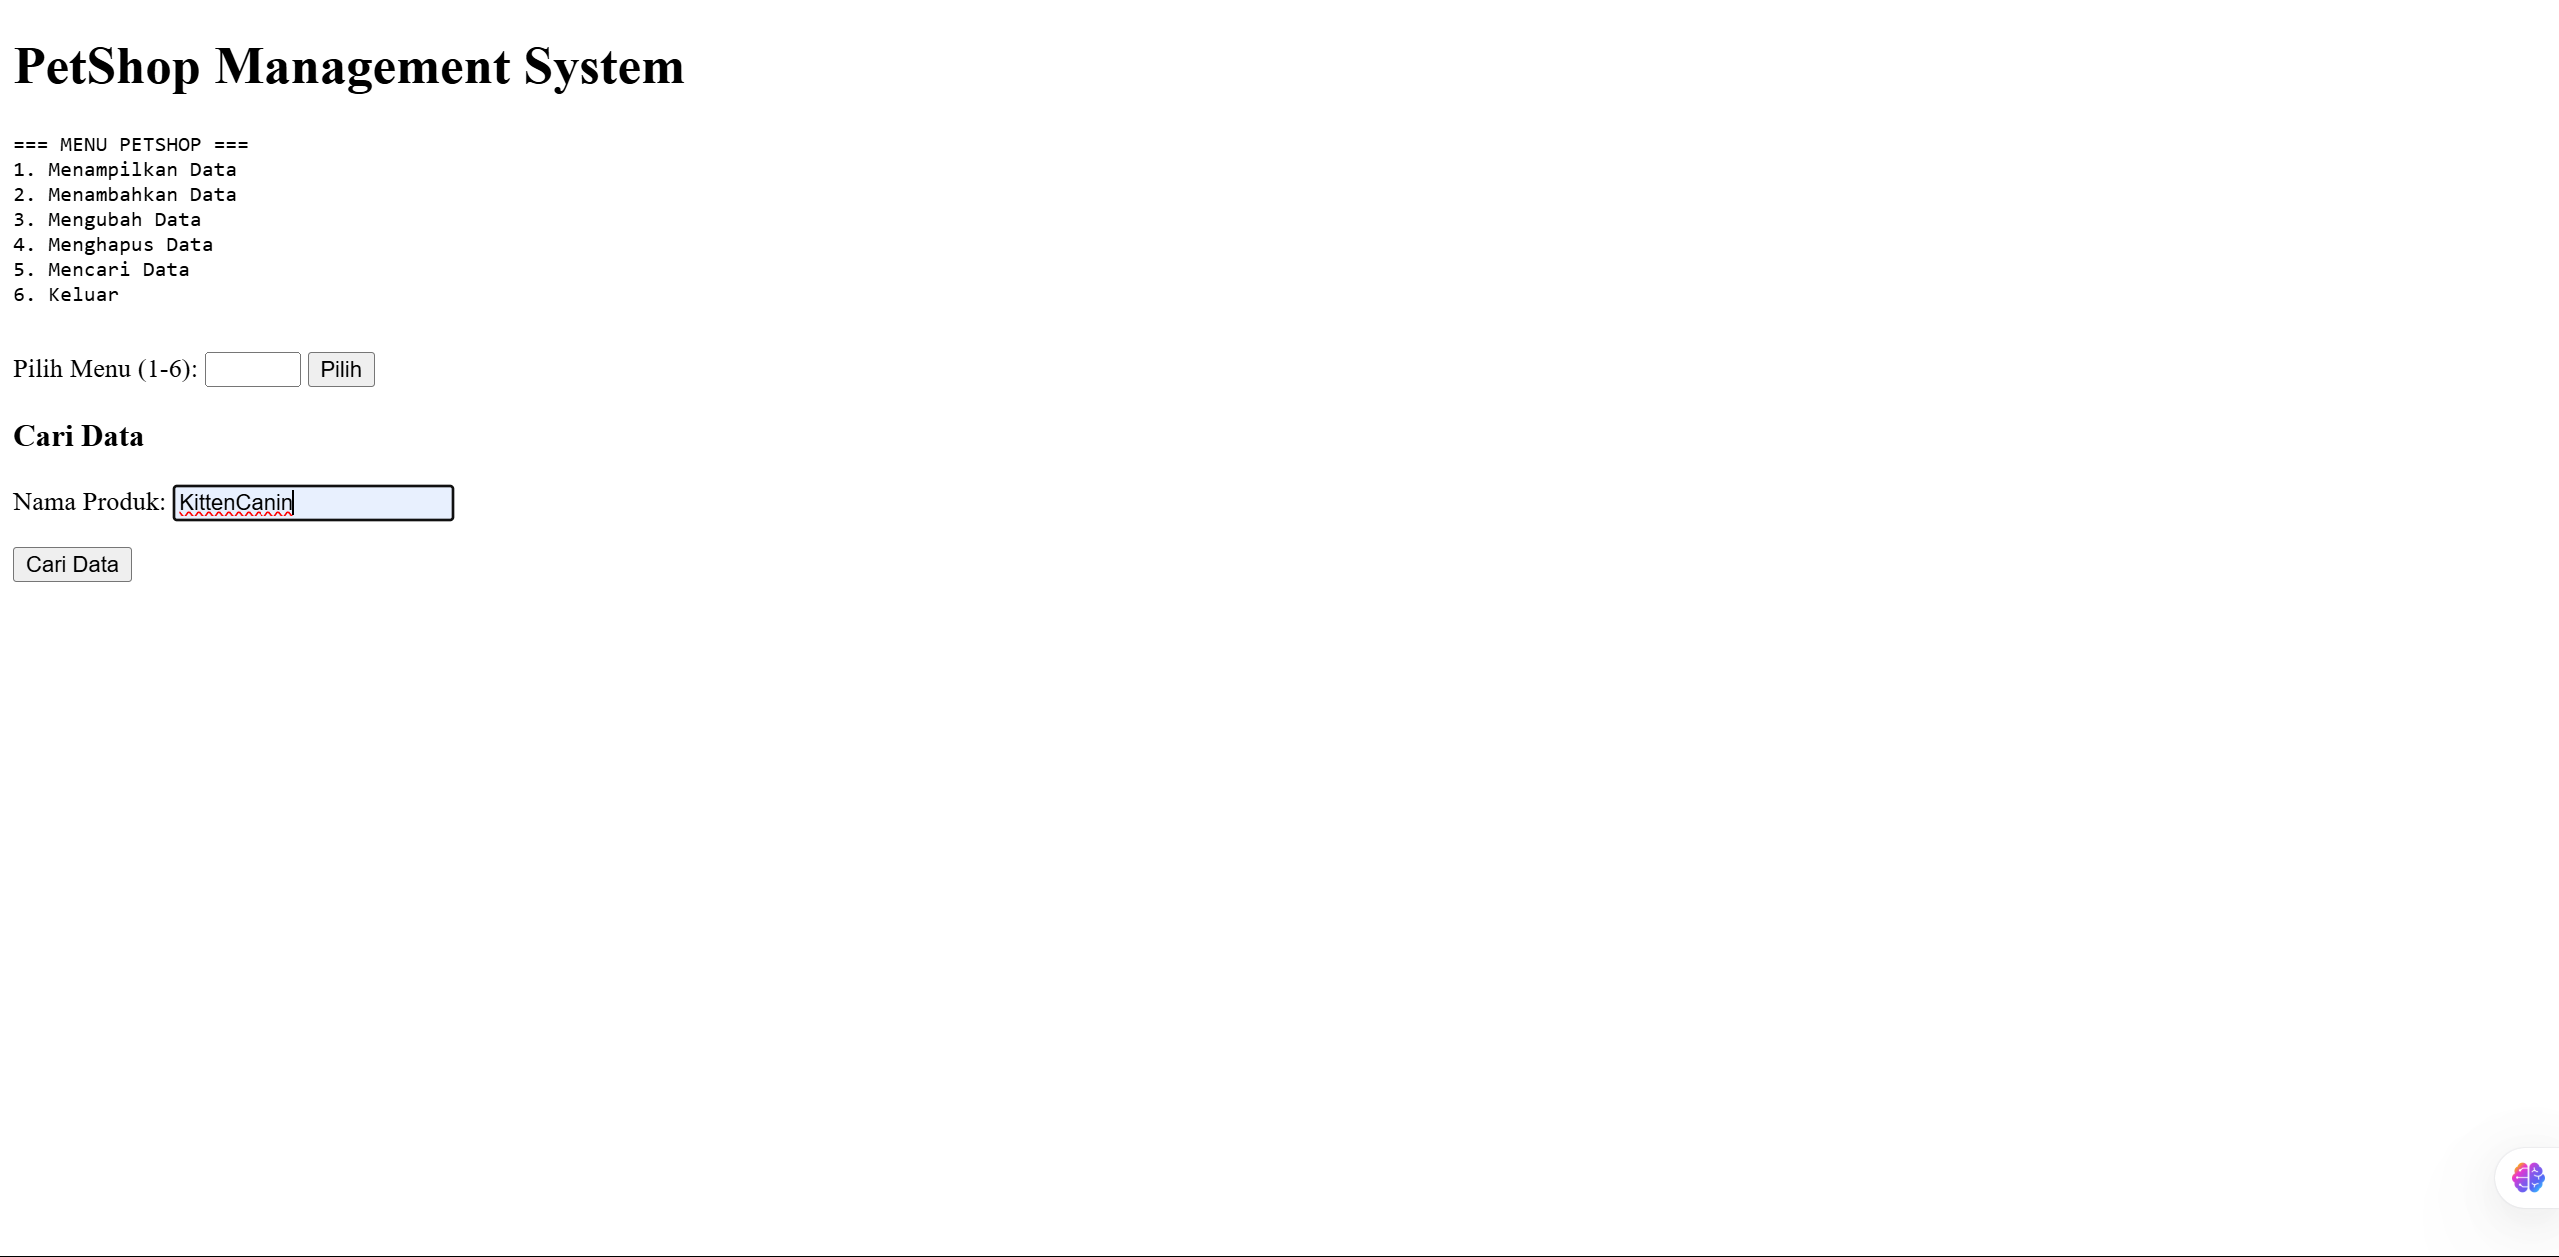 PetShop Management System
=== MENU PETSHOP ===
1. Menampilkan Data
2. Menambahkan Data
3. Mengubah Data
4. Menghapus Data
5. Mencari Data
6. Keluar
Pilih Menu (1-6): Pilih
Cari Data
Nama Produk: KittenCanin
Cari Data